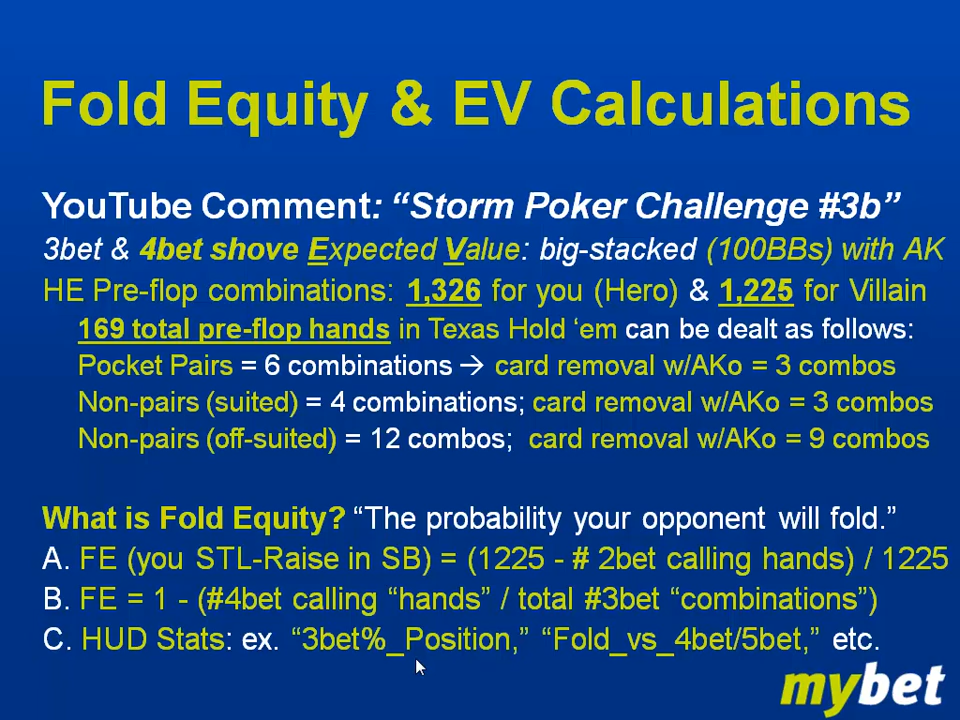 Fold Equity & EV Calculations
YouTube Comment: “Storm Poker Challenge #3b”
3bet & 4bet shove Expected Value: big-stacked (100BBs) with AK
HE Pre-flop combinations: 1,326 for you (Hero) & 1,225 for Villain
169 total pre-flop hands in Texas Hold ‘em can be dealt as follows:
Pocket Pairs = 6 combinations → card removal w/AKo = 3 combos
Non-pairs (suited) = 4 combinations; card removal w/AKo = 3 combos
Non-pairs (off-suited) = 12 combos; card removal w/AKo = 9 combos
What is Fold Equity? “The probability your opponent will fold.”
A. FE (you STL-Raise in SB) = (1225 - # 2bet calling hands) / 1225
B. FE = 1 - (#4bet calling “hands” / total #3bet “combinations”)
C. HUD Stats: ex. “3bet%_Position,” “Fold_vs_4bet/5bet,” etc.
mybet